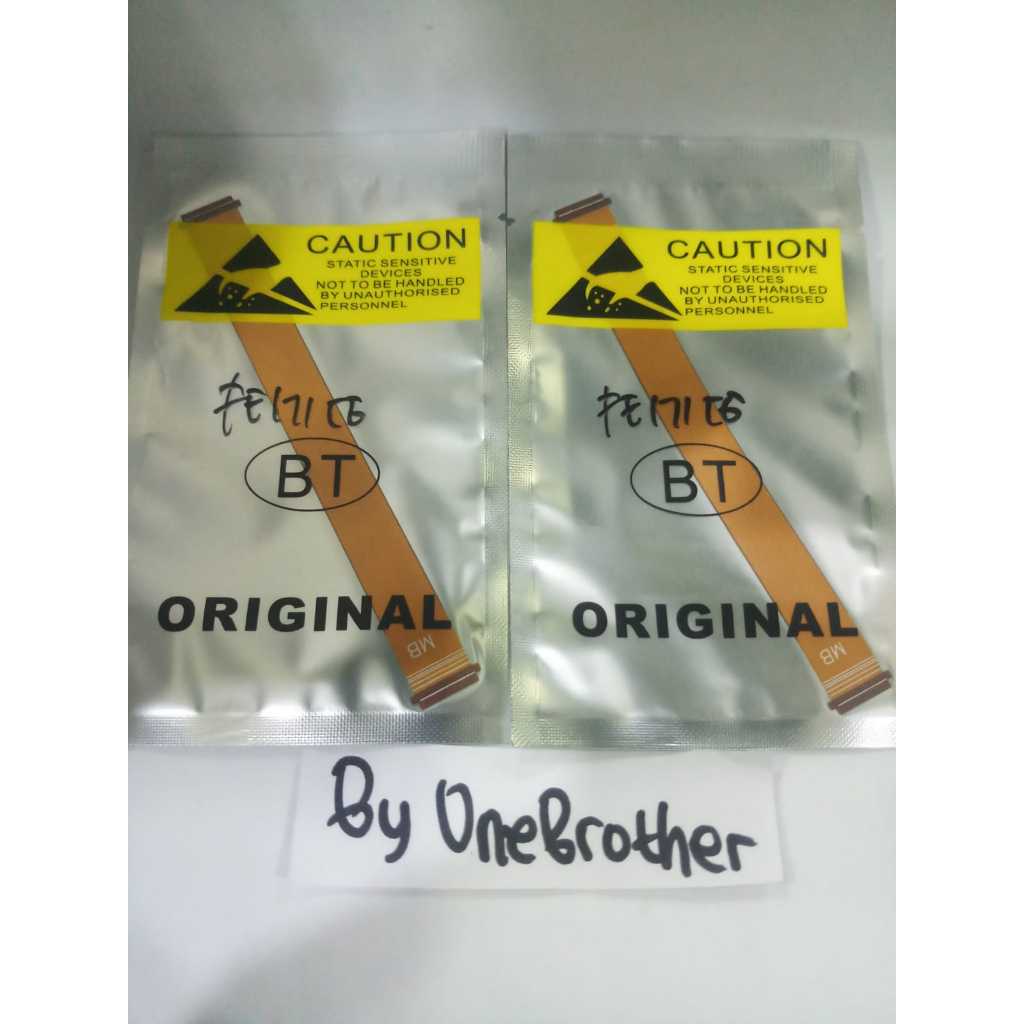 CAUTION
STATIC SENSITIVE
DEVICES
NOT TO BE HANDLED
BY UNAUTHORISED
PERSONNEL
BT
ORIGINAL
MB
CAUTION
STATIC SENSITIVE
DEVICES
NOT TO BE HANDLED
BY UNAUTHORISED
PERSONNEL
BT
ORIGINAL
MB
By OneBrother